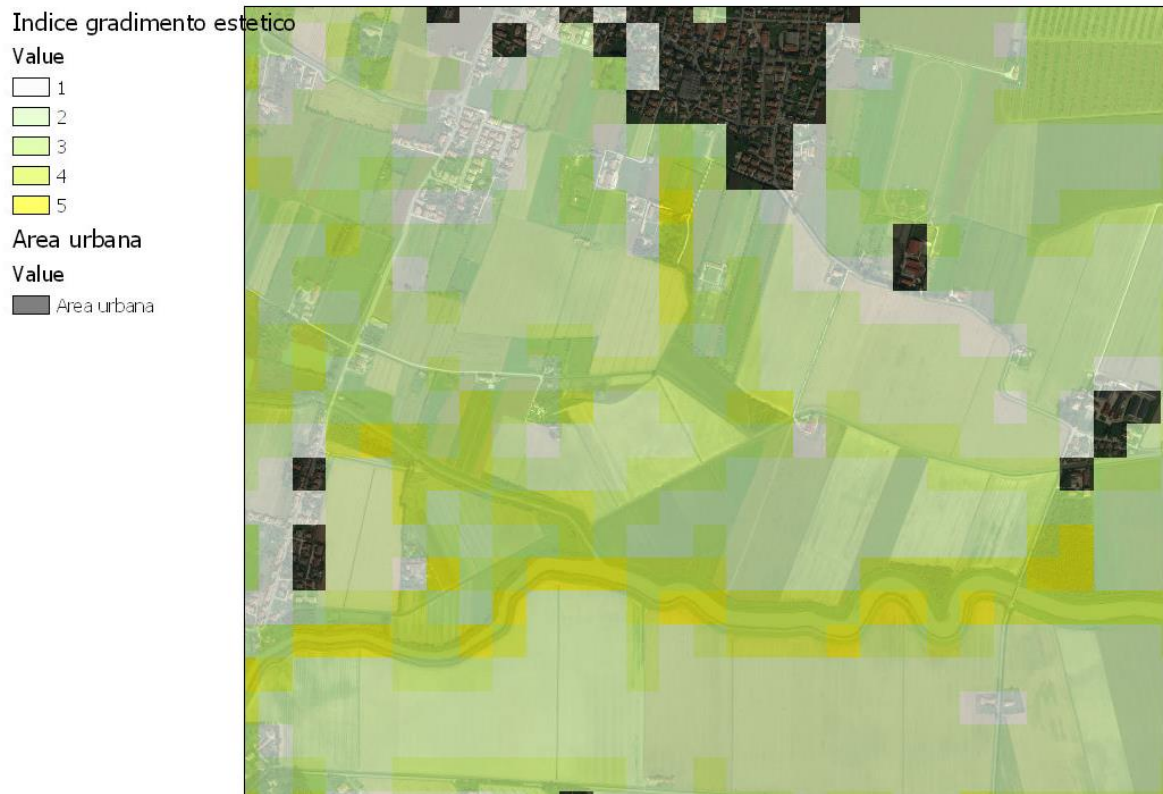 Indice gradimento estetico
Value
1
2
3
4
5
Area urbana
Value
Area urbana